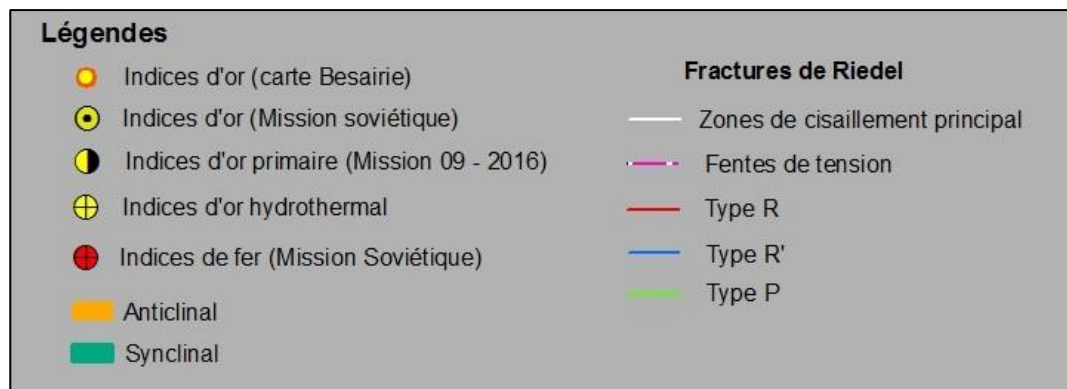 Légendes
Indices d'or (carte Besairie)
Indices d'or (Mission soviétique)
Indices d'or primaire (Mission 09 - 2016)
Indices d'or hydrothermal
Indices de fer (Mission Soviétique)
Anticlinal
Synclinal
Fractures de Riedel
Zones de cisaillement principal
Fentes de tension
Type R
Type R'
Type P